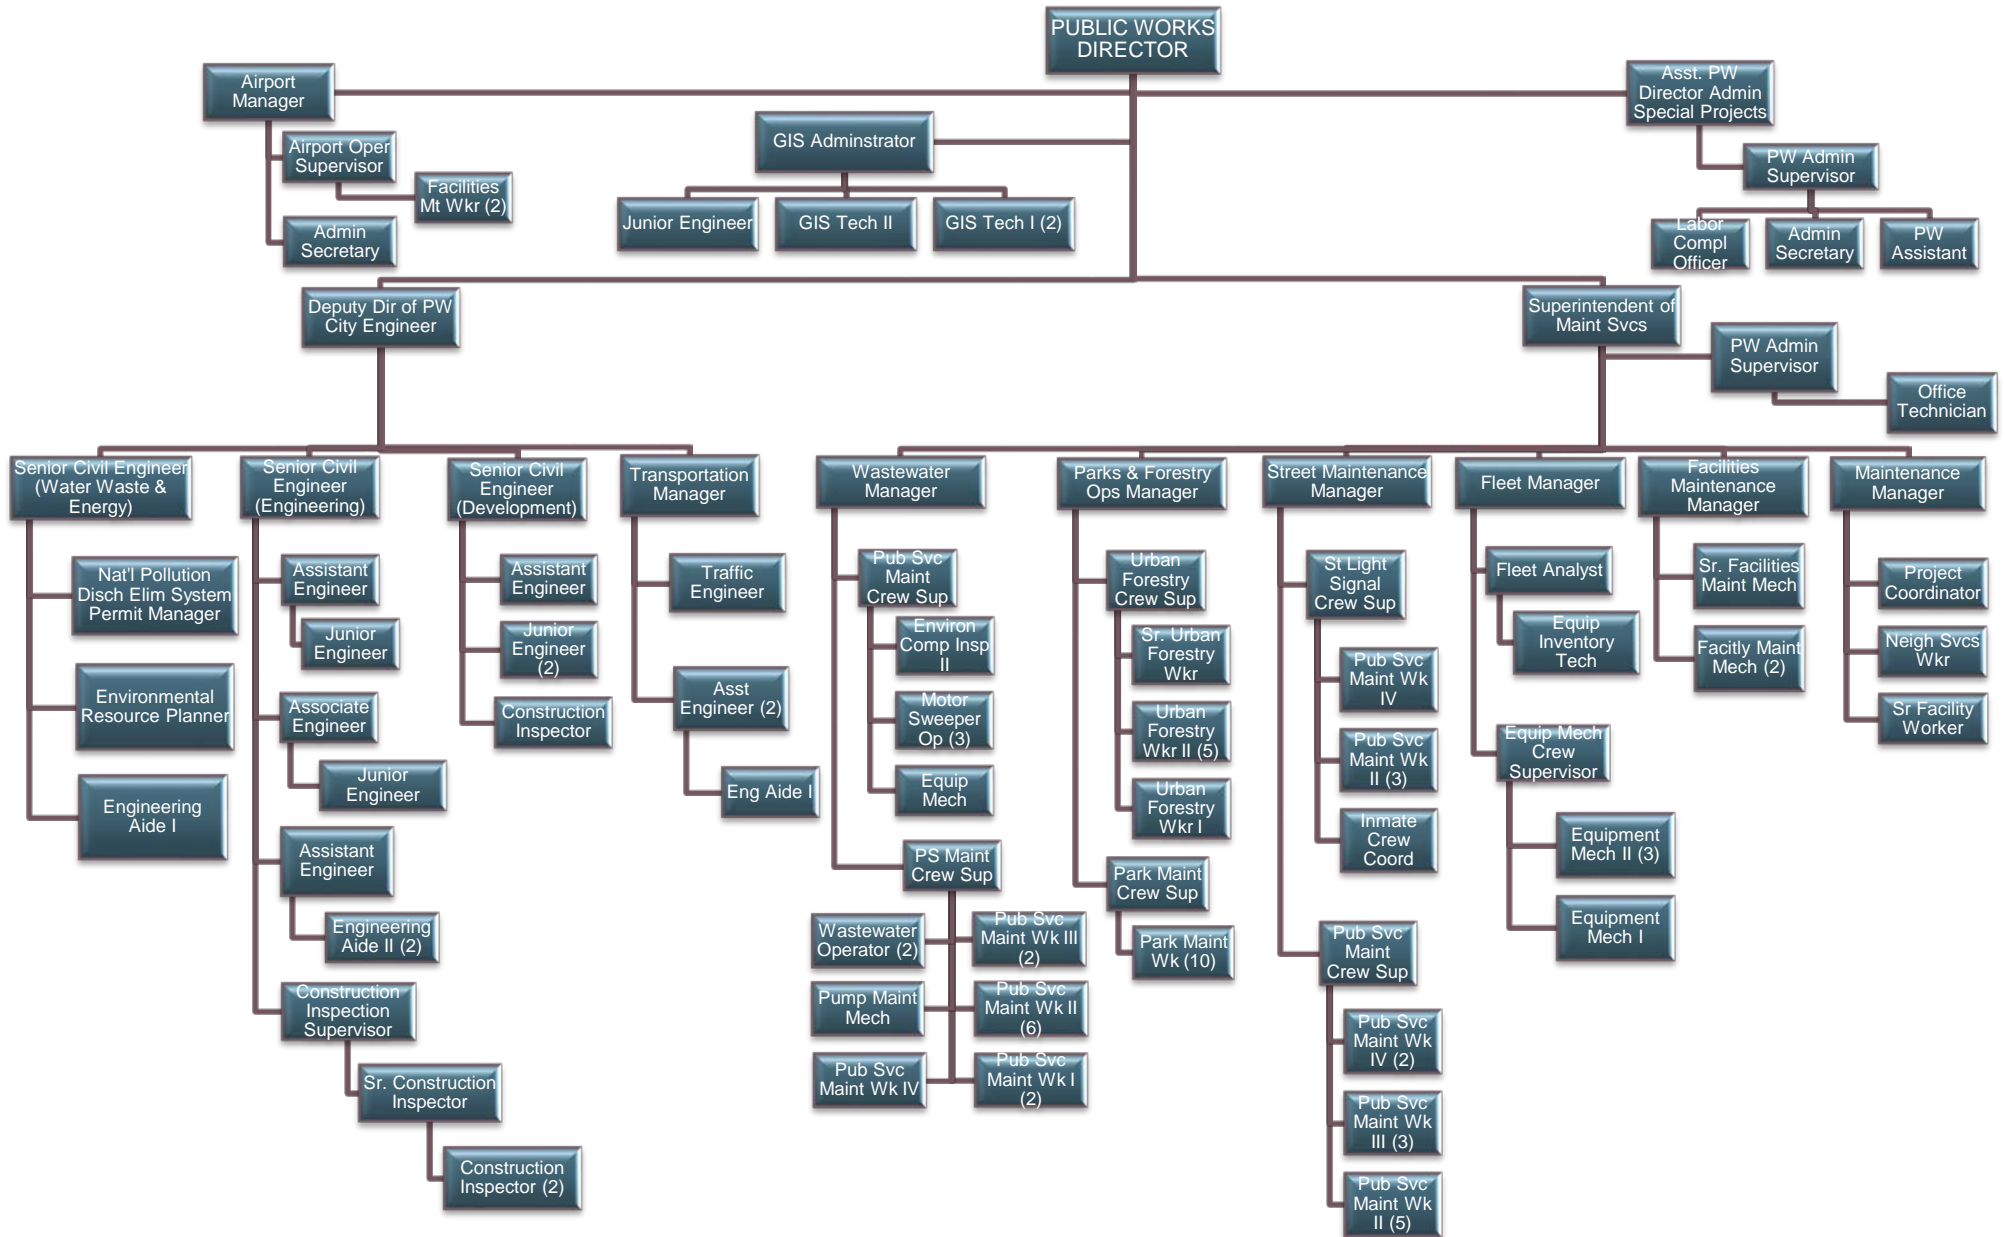 PUBLIC WORKS
DIRECTOR
Airport
Manager
Asst. PW
Director Admin
Special Projects
GIS Adminstrator
Airport Oper
Supervisor
Facilities
Mt Wkr (2)
Admin
Secretary
Junior Engineer
GIS Tech II
GIS Tech I (2)
PW Admin
Supervisor
Labor
Compl
Officer
Admin
Secretary
PW
Assistant
Deputy Dir of PW
City Engineer
Superintendent of
Maint Svcs
PW Admin
Supervisor
Office
Technician
Senior Civil Engineer
(Water Waste &
Energy)
Senior Civil
Engineer
(Engineering)
Senior Civil
Engineer
(Development)
Transportation
Manager
Wastewater
Manager
Parks & Forestry
Ops Manager
Street Maintenance
Manager
Fleet Manager
Facilities
Maintenance
Manager
Maintenance
Manager
Nat'l Pollution
Disch Elim System
Permit Manager
Environmental
Resource Planner
Engineering
Aide I
Assistant
Engineer
Junior
Engineer
Associate
Engineer
Junior
Engineer
Assistant
Engineer
Engineering
Aide II (2)
Construction
Inspection
Supervisor
Sr. Construction
Inspector
Construction
Inspector (2)
Assistant
Engineer
Junior
Engineer
(2)
Construction
Inspector
Traffic
Engineer
Asst
Engineer (2)
Eng Aide I
Pub Svc
Maint
Crew Sup
Environ
Comp Insp
II
Motor
Sweeper
Op (3)
Equip
Mech
PS Maint
Crew Sup
Wastewater
Operator (2)
Pub Svc
Maint Wk III
(2)
Pump Maint
Mech
Pub Svc
Maint Wk II
(6)
Pub Svc
Maint Wk IV
Pub Svc
Maint Wk I
(2)
Urban
Forestry
Crew Sup
Sr. Urban
Forestry
Wkr
Urban
Forestry
Wkr II (5)
Urban
Forestry
Wkr I
Park Maint
Crew Sup
Park Maint
Wk (10)
St Light
Signal
Crew Sup
Pub Svc
Maint Wk
IV
Pub Svc
Maint Wk
II (3)
Inmate
Crew
Coord
Pub Svc
Maint
Crew Sup
Pub Svc
Maint Wk
IV (2)
Pub Svc
Maint Wk
III (3)
Pub Svc
Maint Wk
II (5)
Fleet Analyst
Equip
Inventory
Tech
Equip Mech
Crew
Supervisor
Equipment
Mech II (3)
Equipment
Mech I
Sr. Facilities
Maint Mech
Facitly Maint
Mech (2)
Project
Coordinator
Neigh Svcs
Wkr
Sr Facility
Worker